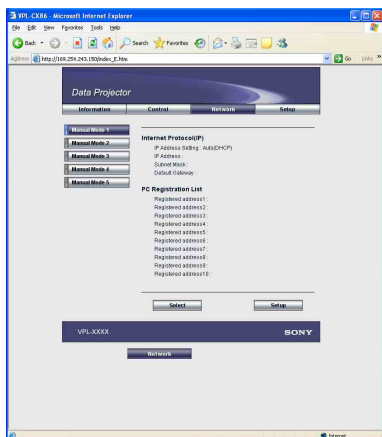 VPL-CX86 - Microsoft Internet Explorer
File Edit View Favorites Tools Help
Back Search Favorites
Address http://169.254.243.150/index_E.htm Go Links »
Data Projector
Information Control Network Setup
Manual Mode 1
Manual Mode 2
Manual Mode 3
Manual Mode 4
Manual Mode 5
Internet Protocol(IP)
IP Address Setting : Auto(DHCP)
IP Address :
Subnet Mask :
Default Gateway :
PC Registration List
Registered address1 :
Registered address2 :
Registered address3 :
Registered address4 :
Registered address5 :
Registered address6 :
Registered address7 :
Registered address8 :
Registered address9 :
Registered address10 :
Select Setup
VPL-XXXX SONY
Network
Internet